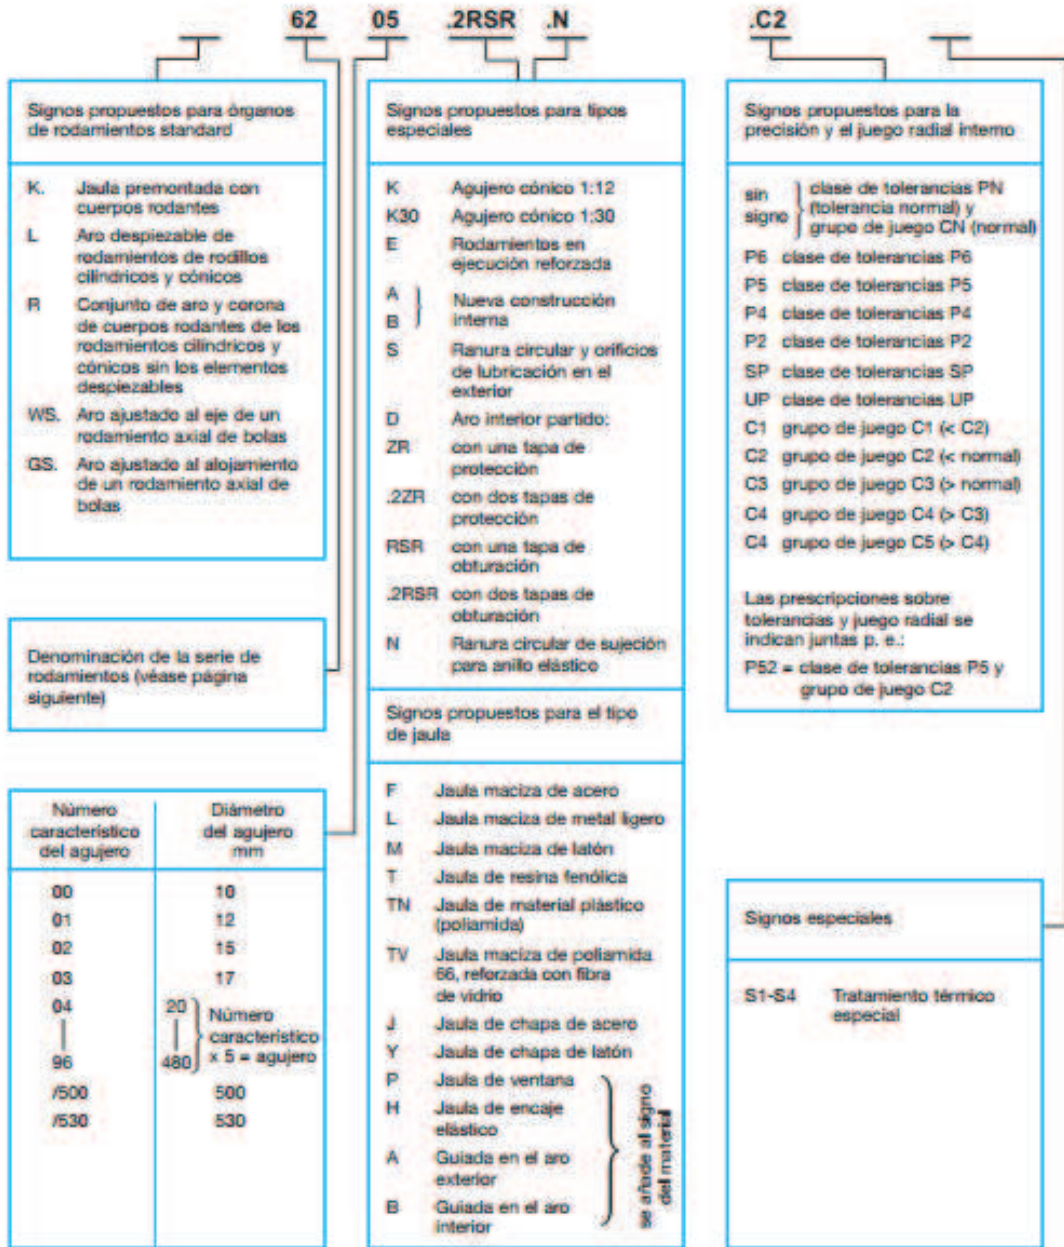 62 05 .2RSR .N .C2
Signos propuestos para órganos
de rodamientos standard
K. Jaula premontada con
cuerpos rodantes
L Aro despiezable de
rodamientos de rodillos
cilíndricos y cónicos
R Conjunto de aro y corona
de cuerpos rodantes de los
rodamientos cilíndricos y
cónicos sin los elementos
despiezables
WS. Aro ajustado al eje de un
rodamiento axial de bolas
GS. Aro ajustado al alojamiento
de un rodamiento axial de
bolas
Denominación de la serie de
rodamientos (véase página
siguiente)
Número
característico
del agujero
Diámetro
del agujero
mm
00 10
01 12
02 15
03 17
04 20
96 480
Número
característico
x 5 = agujero
/500 500
/530 530
Signos propuestos para tipos
especiales
K Agujero cónico 1:12
K30 Agujero cónico 1:30
E Rodamientos en
ejecución reforzada
A
B
Nueva construcción
interna
S Ranura circular y orificios
de lubricación en el
exterior
D Aro interior partido:
ZR con una tapa de
protección
.2ZR con dos tapas de
protección
RSR con una tapa de
obturación
.2RSR con dos tapas de
obturación
N Ranura circular de sujeción
para anillo elástico
Signos propuestos para el tipo
de jaula
F Jaula maciza de acero
L Jaula maciza de metal ligero
M Jaula maciza de latón
T Jaula de resina fenólica
TN Jaula de material plástico
(poliamida)
TV Jaula maciza de poliamida
66, reforzada con fibra
de vidrio
J Jaula de chapa de acero
Y Jaula de chapa de latón
P Jaula de ventana
H Jaula de encaje
elástico
A Guiada en el aro
exterior
B Guiada en el aro
interior
se añade al signo
del material
Signos propuestos para la
precisión y el juego radial interno
sin
signo
clase de tolerancias PN
(tolerancia normal) y
grupo de juego CN (normal)
P6 clase de tolerancias P6
P5 clase de tolerancias P5
P4 clase de tolerancias P4
P2 clase de tolerancias P2
SP clase de tolerancias SP
UP clase de tolerancias UP
C1 grupo de juego C1 (< C2)
C2 grupo de juego C2 (< normal)
C3 grupo de juego C3 (> normal)
C4 grupo de juego C4 (> C3)
C4 grupo de juego C5 (> C4)
Las prescripciones sobre
tolerancias y juego radial se
indican juntas p. e.:
P52 = clase de tolerancias P5 y
grupo de juego C2
Signos especiales
S1-S4 Tratamiento térmico
especial